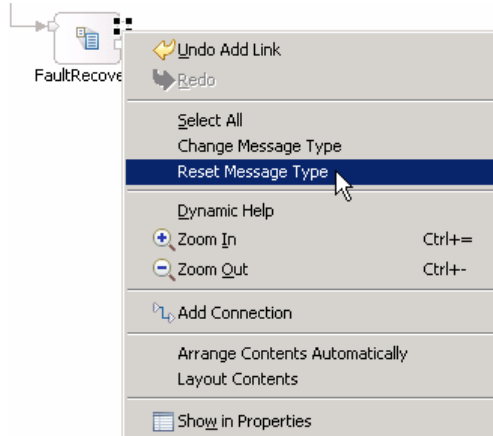 FaultRecove
Undo Add Link
Redo
Select All
Change Message Type
Reset Message Type
Dynamic Help
Zoom In Ctrl+=
Zoom Out Ctrl+-
Add Connection
Arrange Contents Automatically
Layout Contents
Show in Properties